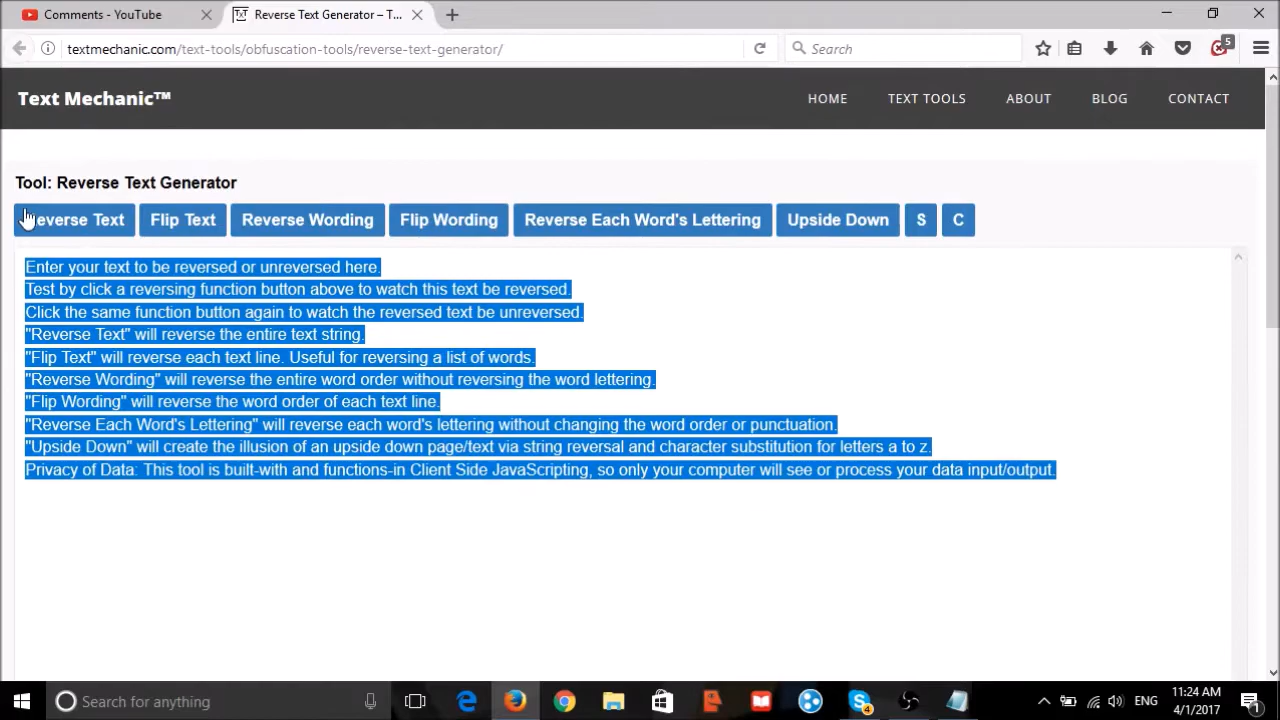 Comments - YouTube
Reverse Text Generator – T...
textmechanic.com/text-tools/obfuscation-tools/reverse-text-generator/
Search
5
Text Mechanic™
HOME TEXT TOOLS ABOUT BLOG CONTACT
Tool: Reverse Text Generator
Reverse Text Flip Text Reverse Wording Flip Wording Reverse Each Word's Lettering Upside Down S C
Enter your text to be reversed or unreversed here.
Test by click a reversing function button above to watch this text be reversed.
Click the same function button again to watch the reversed text be unreversed.
"Reverse Text" will reverse the entire text string.
"Flip Text" will reverse each text line. Useful for reversing a list of words.
"Reverse Wording" will reverse the entire word order without reversing the word lettering.
"Flip Wording" will reverse the word order of each text line.
"Reverse Each Word's Lettering" will reverse each word's lettering without changing the word order or punctuation.
"Upside Down" will create the illusion of an upside down page/text via string reversal and character substitution for letters a to z.
Privacy of Data: This tool is built-with and functions-in Client Side JavaScripting, so only your computer will see or process your data input/output.
Search for anything
4
ENG
11:24 AM
4/1/2017
1